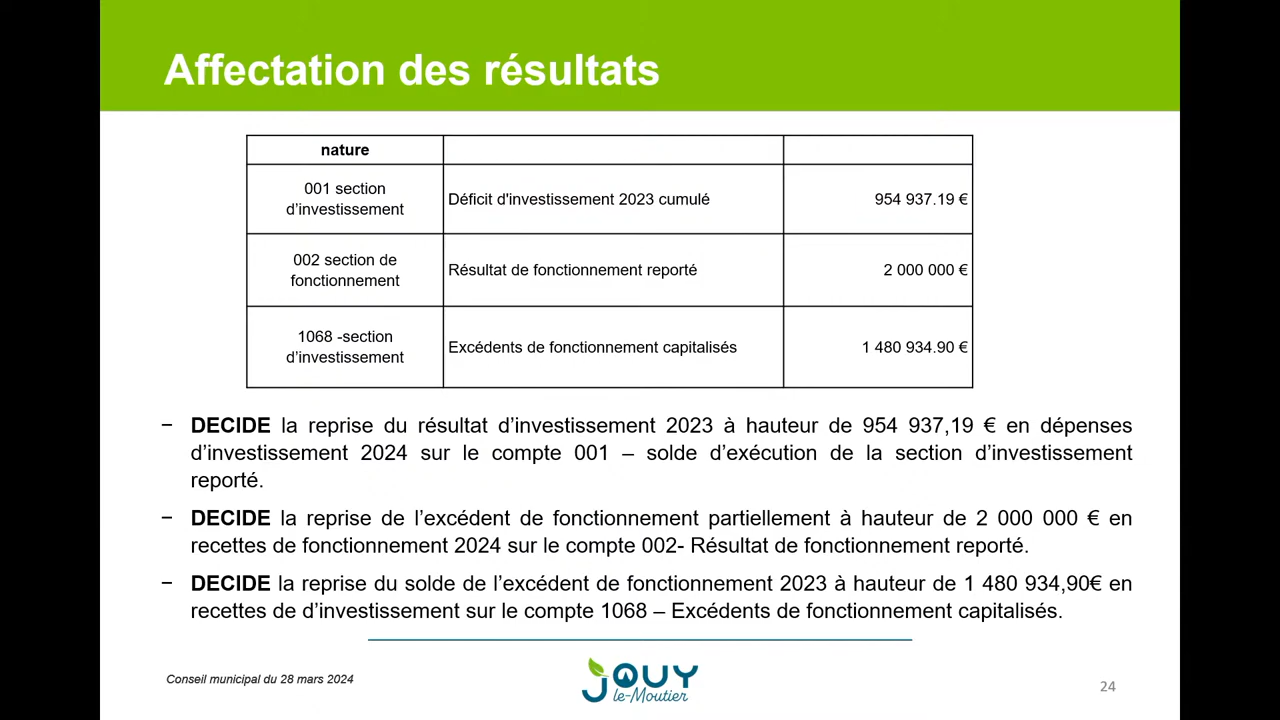 Affectation des résultats
nature
001 section
d’investissement
Déficit d'investissement 2023 cumulé
954 937.19 €
002 section de
fonctionnement
Résultat de fonctionnement reporté
2 000 000 €
1068 -section
d’investissement
Excédents de fonctionnement capitalisés
1 480 934.90 €
− DECIDE la reprise du résultat d’investissement 2023 à hauteur de 954 937,19 € en dépenses
d’investissement 2024 sur le compte 001 – solde d’exécution de la section d’investissement
reporté.
− DECIDE la reprise de l’excédent de fonctionnement partiellement à hauteur de 2 000 000 € en
recettes de fonctionnement 2024 sur le compte 002- Résultat de fonctionnement reporté.
− DECIDE la reprise du solde de l’excédent de fonctionnement 2023 à hauteur de 1 480 934,90€ en
recettes de d’investissement sur le compte 1068 – Excédents de fonctionnement capitalisés.
Conseil municipal du 28 mars 2024
JOUY
le-Moutier
24